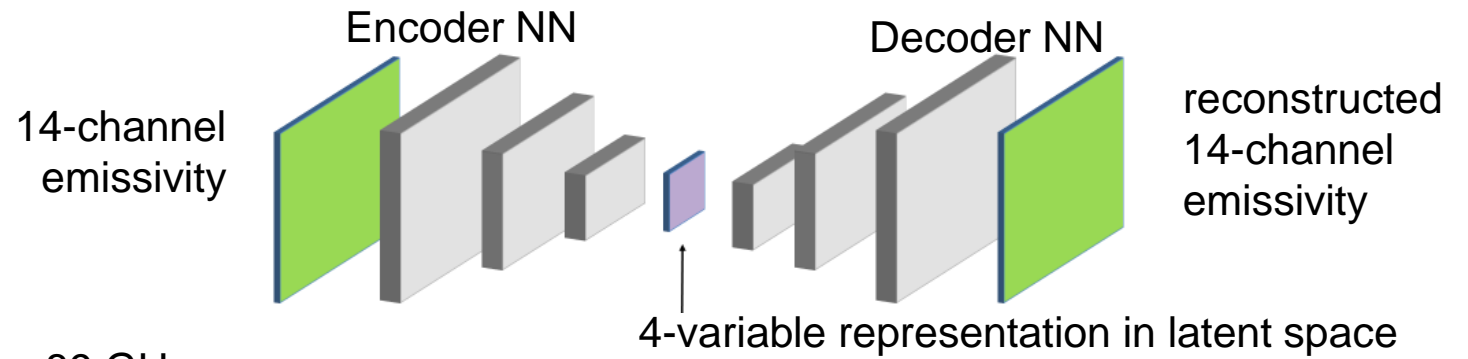 Encoder NN
Decoder NN
14-channel
emissivity
reconstructed
14-channel
emissivity
4-variable representation in latent space